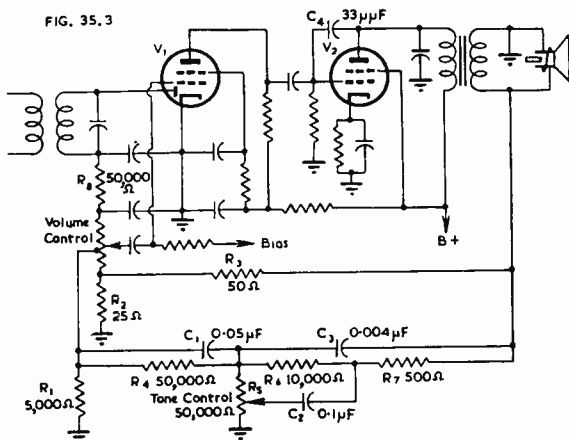 FIG. 35.3
V1
C4
33μμF
V2
R8
50,000
Ω
Volume
Control
Bias
B+
R3
50Ω
R2
25Ω
C1
0.05μF
C3
0.004μF
R1
5,000Ω
R4 50,000Ω
R5
R6 10,000Ω
R7 500Ω
Tone Control
50,000Ω
C2
0.1μF